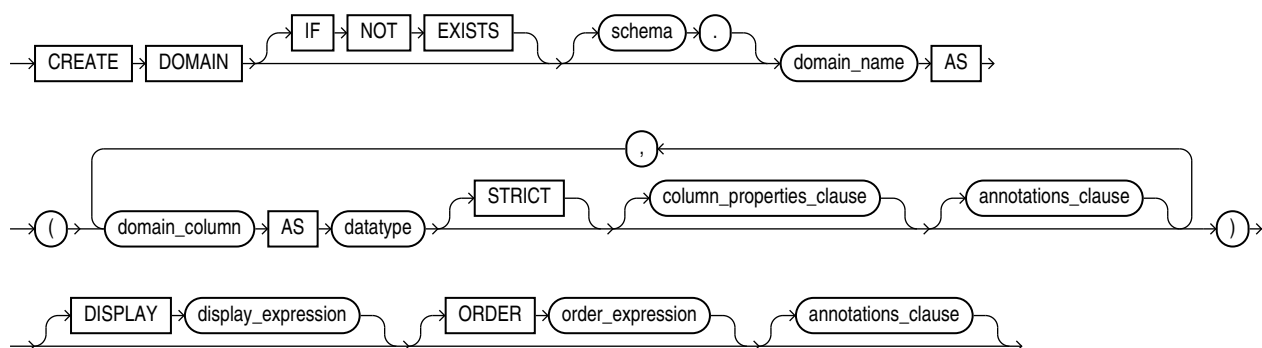 IF NOT EXISTS schema .
CREATE DOMAIN domain_name AS
,
STRICT column_properties_clause annotations_clause
( domain_column AS datatype )
DISPLAY display_expression ORDER order_expression annotations_clause